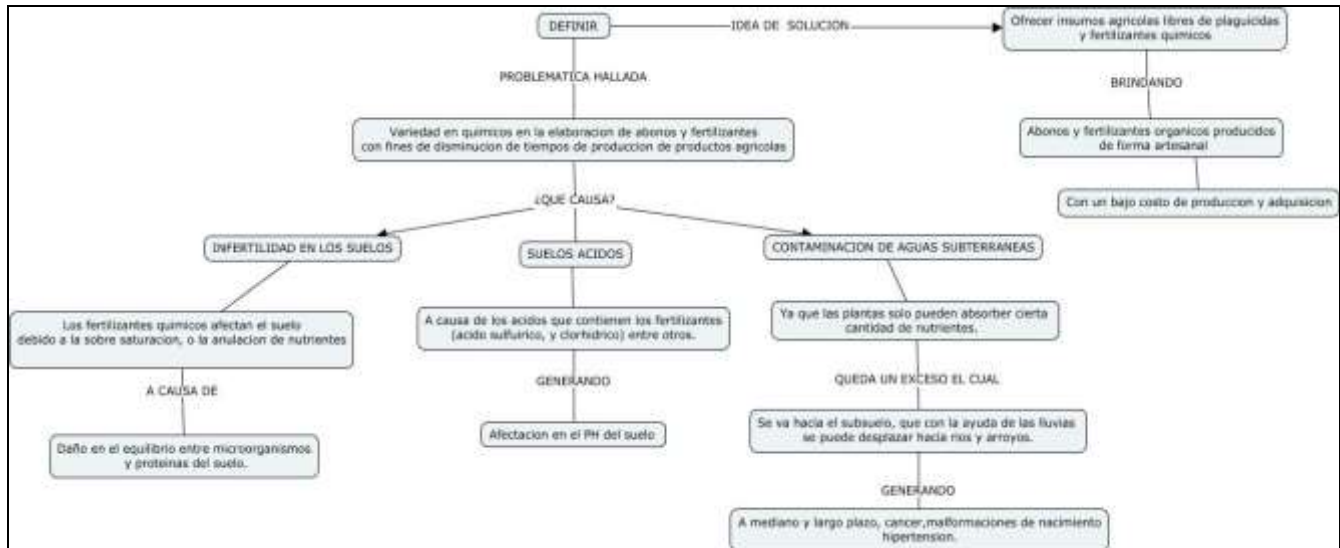 DEFINIR
IDEA DE SOLUCION
Ofrecer insumos agricolas libres de plaguicidas
y fertilizantes quimicos
PROBLEMATICA HALLADA
BRINDANDO
Variedad en quimicos en la elaboracion de abonos y fertilizantes
con fines de disminucion de tiempos de produccion de productos agricolas
Abonos y fertilizantes organicos producidos
de forma artesanal
¿QUE CAUSA?
Con un bajo costo de produccion y adquisicion
INFERTILIDAD EN LOS SUELOS
SUELOS ACIDOS
CONTAMINACION DE AGUAS SUBTERRANEAS
Los fertilizantes quimicos afectan el suelo
debido a la sobre saturacion, o la anulacion de nutrientes
A causa de los acidos que contienen los fertilizantes
(acido sulfuirico, y clorhidrico) entre otros.
Ya que las plantas solo pueden absorber cierta
cantidad de nutrientes.
A CAUSA DE
GENERANDO
QUEDA UN EXCESO EL CUAL
Daño en el equilibrio entre microorganismos
y proteinas del suelo.
Afectacion en el PH del suelo
Se va hacia el subsuelo, que con la ayuda de las lluvias
se puede desplazar hacia rios y arroyos.
GENERANDO
A mediano y largo plazo, cancer,malformaciones de nacimiento
hipertension.